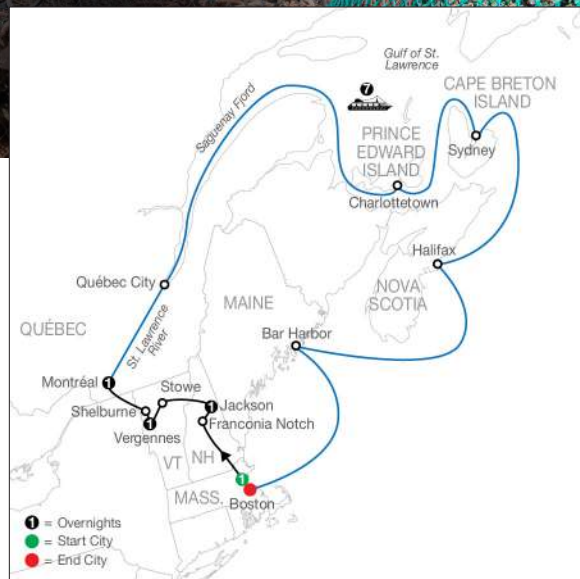 Gulf of St.
Lawrence
7
CAPE BRETON
ISLAND
Saguenay Fjord
PRINCE
EDWARD
ISLAND
Sydney
Charlottetown
Halifax
Québec City
NOVA
SCOTIA
MAINE
St. Lawrence
River
QUÉBEC
Bar Harbor
Montréal
1
Stowe
Shelburne
1
Jackson
Franconia Notch
1
Vergennes
VT
NH
MASS.
1
Boston
1 = Overnights
= Start City
= End City